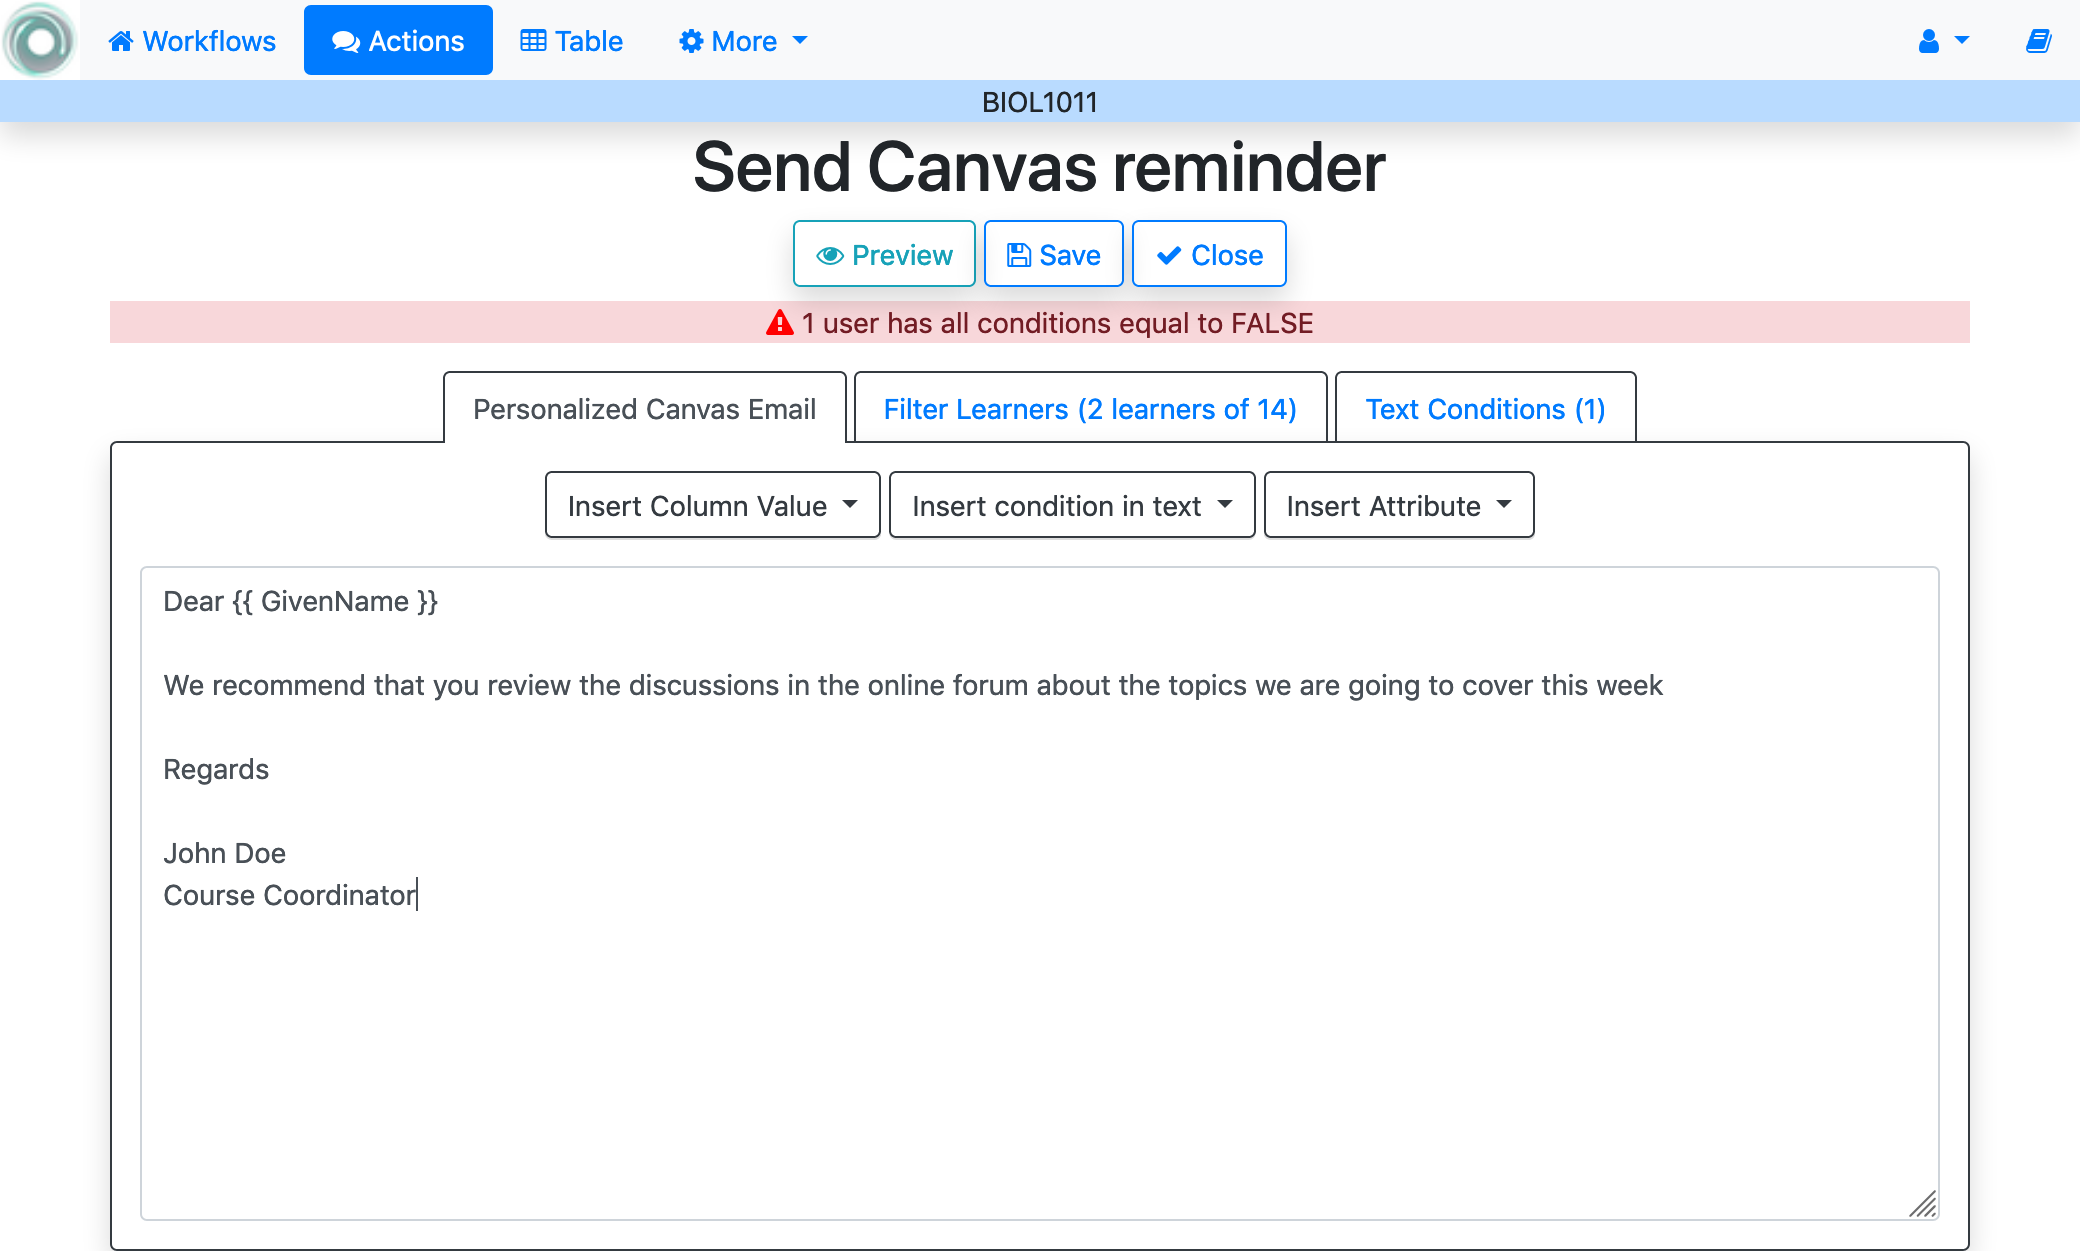 Workflows Actions Table More
BIOL1011
Send Canvas reminder
Preview Save Close
1 user has all conditions equal to FALSE
Personalized Canvas Email Filter Learners (2 learners of 14) Text Conditions (1)
Insert Column Value Insert condition in text Insert Attribute
Dear {{ GivenName }}
We recommend that you review the discussions in the online forum about the topics we are going to cover this week
Regards
John Doe
Course Coordinator